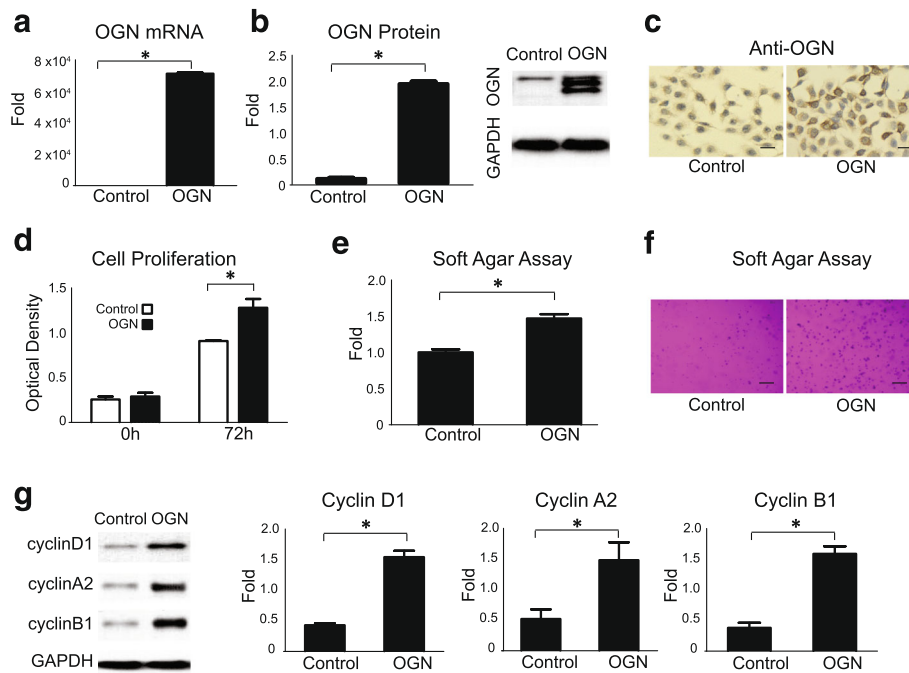 a
OGN mRNA
*
8 x10⁴
6 x10⁴
4 x10⁴
2 x10⁴
0
Fold
Control OGN
b
OGN Protein
*
2.5
2.0
1.5
1.0
0.5
0
Fold
Control OGN
Control OGN
OGN
GAPDH
c
Anti-OGN
Control OGN
d
Cell Proliferation
*
1.5
1.0
0.5
0
Optical Density
Control
OGN
0h 72h
e
Soft Agar Assay
*
2.0
1.5
1.0
0.5
0
Fold
Control OGN
f
Soft Agar Assay
Control OGN
g
Control OGN
cyclinD1
cyclinA2
cyclinB1
GAPDH
Cyclin D1
*
2.0
1.5
1.0
0.5
0
Fold
Control OGN
Cyclin A2
*
2.0
1.5
1.0
0.5
0
Fold
Control OGN
Cyclin B1
*
2.0
1.5
1.0
0.5
0
Fold
Control OGN